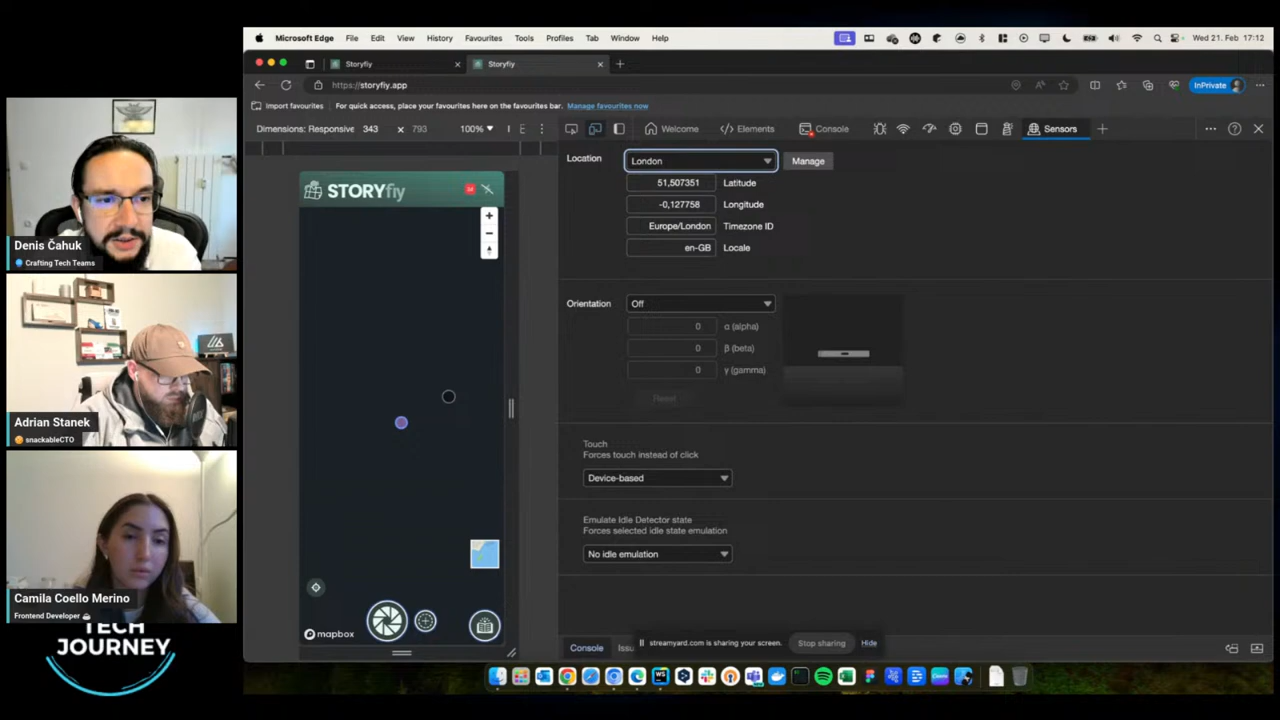 Microsoft Edge File Edit View History Favourites Tools Profiles Tab Window Help
Wed 21. Feb 17:12
Storyfiy
Storyfiy
https://storyfiy.app
InPrivate
Import favourites
For quick access, place your favourites here on the favourites bar. Manage favourites now
Dimensions: Responsive 343 × 793 100%
Welcome
Elements
Console
Sensors
Location
London
Manage
51,507351 Latitude
-0,127758 Longitude
Europe/London Timezone ID
en-GB Locale
Orientation
Off
0 α (alpha)
0 β (beta)
0 γ (gamma)
Reset
Touch
Forces touch instead of click
Device-based
Emulate Idle Detector state
Forces selected idle state emulation
No idle emulation
STORYfiy
mapbox
Console
Issu
streamyard.com is sharing your screen.
Stop sharing
Hide
Denis Čahuk
Crafting Tech Teams
Adrian Stanek
snackableCTO
Camila Coello Merino
Frontend Developer
TECH
JOURNEY